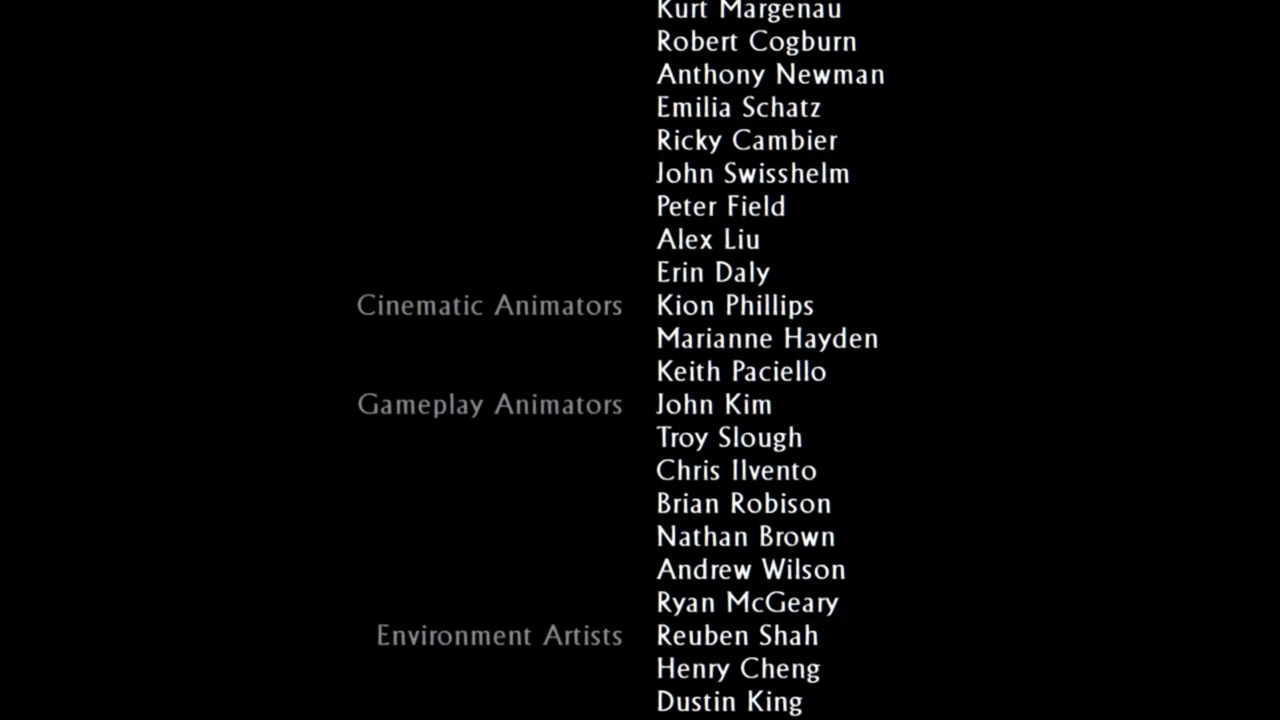 Kurt Margenau
Robert Cogburn
Anthony Newman
Emilia Schatz
Ricky Cambier
John Swisshelm
Peter Field
Alex Liu
Erin Daly
Cinematic Animators Kion Phillips
Marianne Hayden
Keith Paciello
Gameplay Animators John Kim
Troy Slough
Chris Ilvento
Brian Robison
Nathan Brown
Andrew Wilson
Ryan McGeary
Environment Artists Reuben Shah
Henry Cheng
Dustin King